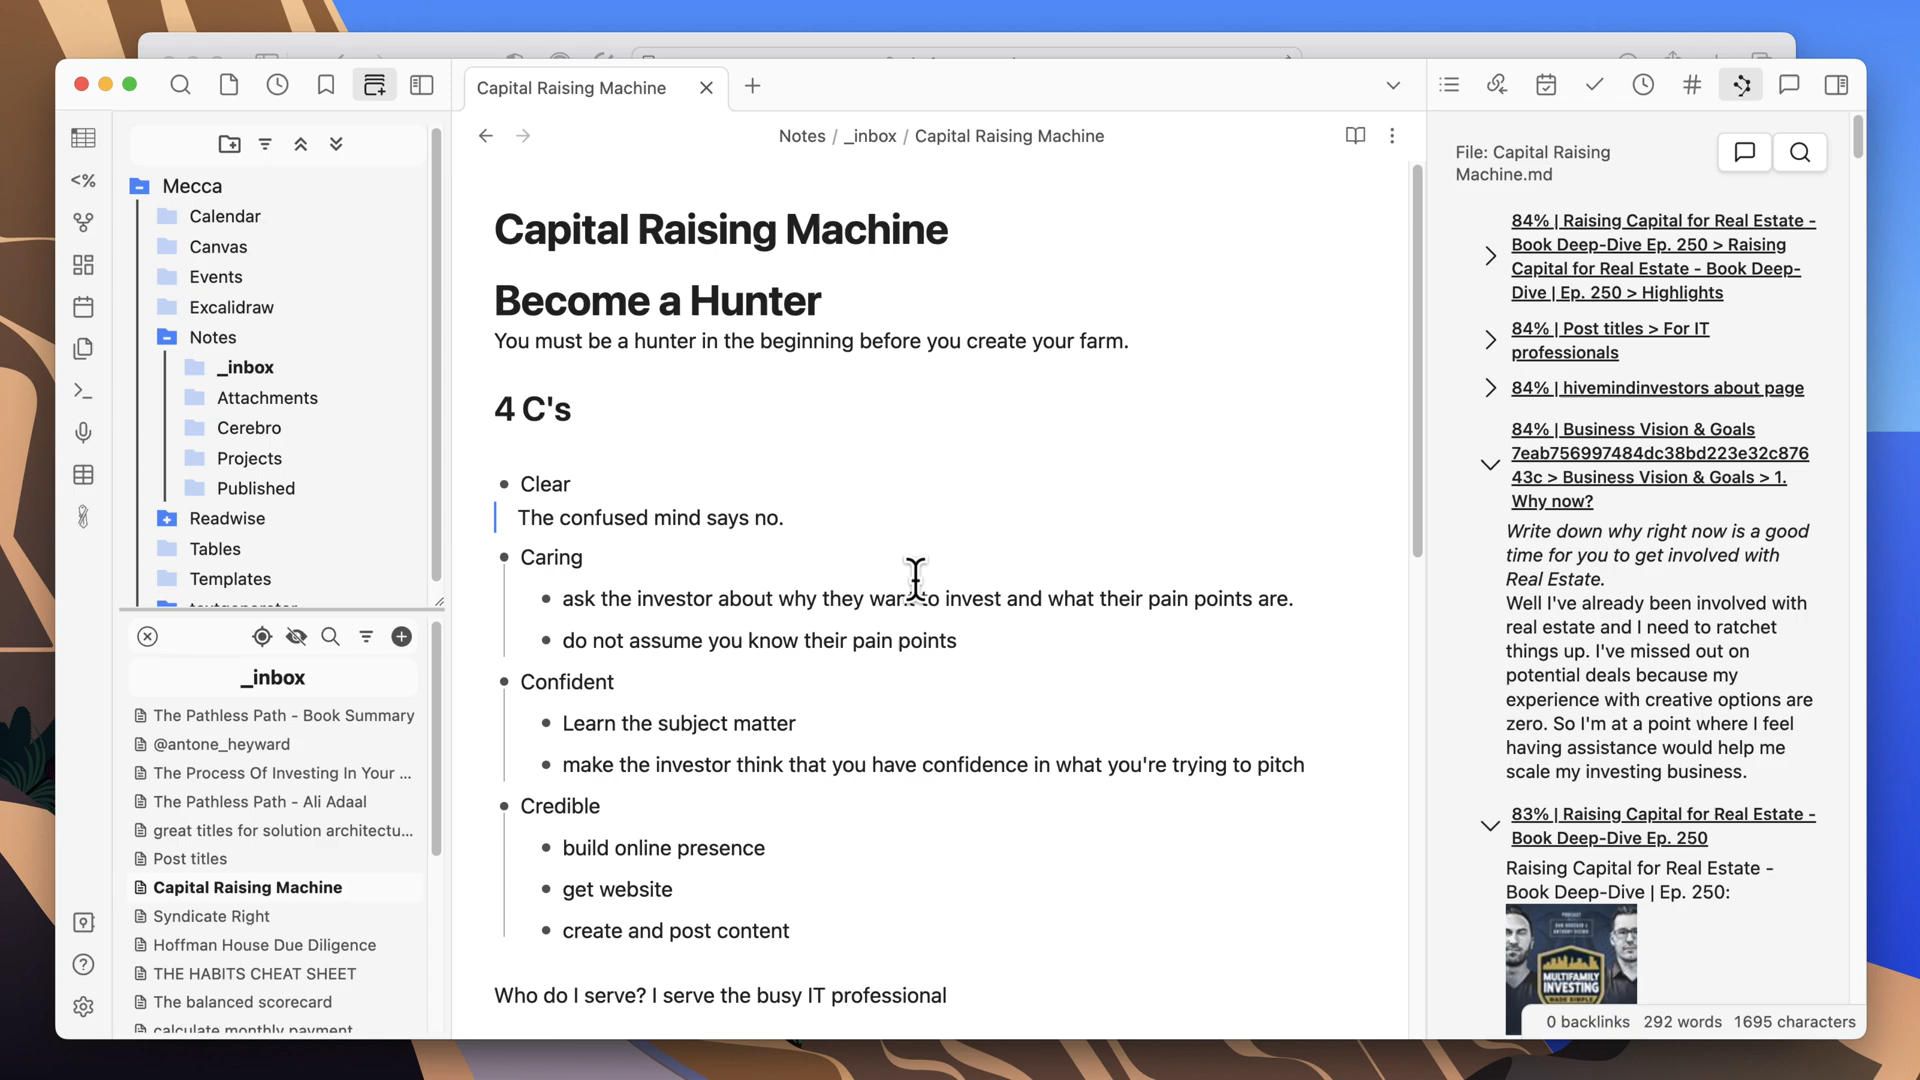 Capital Raising Machine
Notes / _inbox / Capital Raising Machine
<%
Mecca
Calendar
Canvas
Events
Excalidraw
Notes
_inbox
Attachments
Cerebro
Projects
Published
Readwise
Tables
Templates
textgenerator
_inbox
The Pathless Path - Book Summary
@antone_heyward
The Process Of Investing In Your ...
The Pathless Path - Ali Adaal
great titles for solution architectu...
Post titles
Capital Raising Machine
Syndicate Right
Hoffman House Due Diligence
THE HABITS CHEAT SHEET
The balanced scorecard
calculate monthly payment
Capital Raising Machine
Become a Hunter
You must be a hunter in the beginning before you create your farm.
4 C's
Clear
The confused mind says no.
Caring
ask the investor about why they want to invest and what their pain points are.
do not assume you know their pain points
Confident
Learn the subject matter
make the investor think that you have confidence in what you're trying to pitch
Credible
build online presence
get website
create and post content
Who do I serve? I serve the busy IT professional
File: Capital Raising
Machine.md
84% | Raising Capital for Real Estate -
Book Deep-Dive Ep. 250 > Raising
Capital for Real Estate - Book Deep-
Dive | Ep. 250 > Highlights
84% | Post titles > For IT
professionals
84% | hivemindinvestors about page
84% | Business Vision & Goals
7eab756997484dc38bd223e32c876
43c > Business Vision & Goals > 1.
Why now?
Write down why right now is a good
time for you to get involved with
Real Estate.
Well I've already been involved with
real estate and I need to ratchet
things up. I've missed out on
potential deals because my
experience with creative options are
zero. So I'm at a point where I feel
having assistance would help me
scale my investing business.
83% | Raising Capital for Real Estate -
Book Deep-Dive Ep. 250
Raising Capital for Real Estate -
Book Deep-Dive | Ep. 250:
PODCAST
MULTIFAMILY
INVESTING
MADE SIMPLE
0 backlinks 292 words 1695 characters